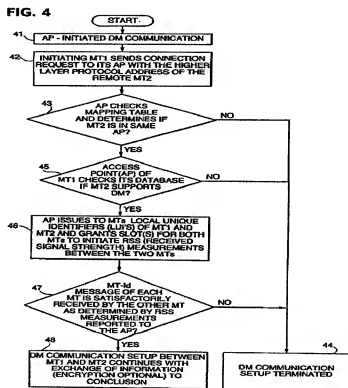 FIG. 4
START
41
AP - INITIATED DM COMMUNICATION
42
INITIATING MT1 SENDS CONNECTION
REQUEST TO ITS AP WITH THE HIGHER
LAYER PROTOCOL ADDRESS OF THE
REMOTE MT2
43
AP CHECKS
MAPPING TABLE
AND DETERMINES IF
MT2 IS IN SAME
AP?
NO
YES
45
ACCESS
POINT(AP) OF
MT1 CHECKS ITS DATABASE
IF MT2 SUPPORTS
DM?
NO
YES
46
AP ISSUES TO MTs LOCAL UNIQUE
IDENTIFIERS (LUI'S) OF MT1 AND
MT2 AND GRANTS SLOT(S) FOR BOTH
MTs TO INITIATE RSS (RECEIVED
SIGNAL STRENGTH) MEASUREMENTS
BETWEEN THE TWO MTs
47
MT-Id
MESSAGE OF EACH
MT IS SATISFACTORILY
RECEIVED BY THE OTHER MT
AS DETERMINED BY RSS
MEASUREMENTS
REPORTED
TO THE AP?
NO
YES
48
DM COMMUNICATION SETUP BETWEEN
MT1 AND MT2 CONTINUES WITH
EXCHANGE OF INFORMATION
(ENCRYPTION OPTIONAL) TO
CONCLUSION
44
DM COMMUNICATION
SETUP TERMINATED